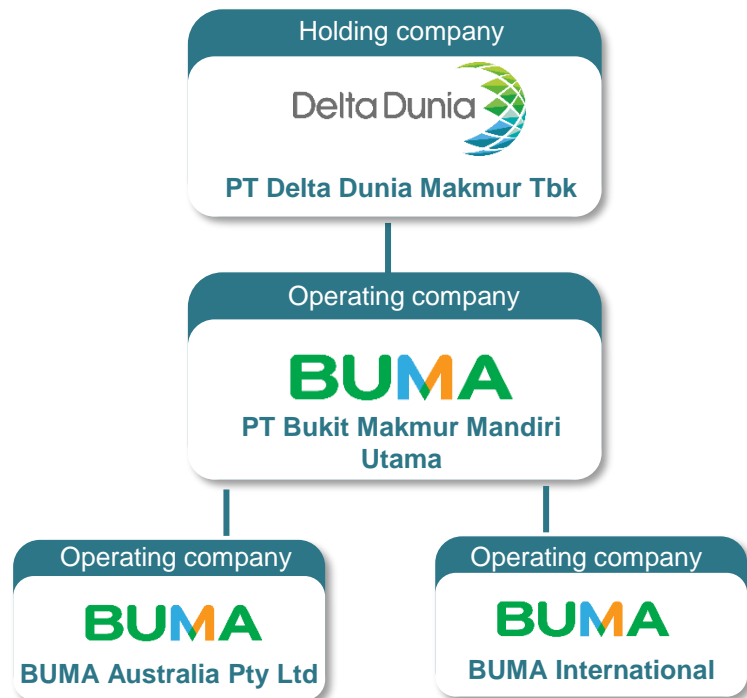 Holding company
Delta Dunia
PT Delta Dunia Makmur Tbk
Operating company
BUMA
PT Bukit Makmur Mandiri
Utama
Operating company
BUMA
BUMA Australia Pty Ltd
Operating company
BUMA
BUMA International